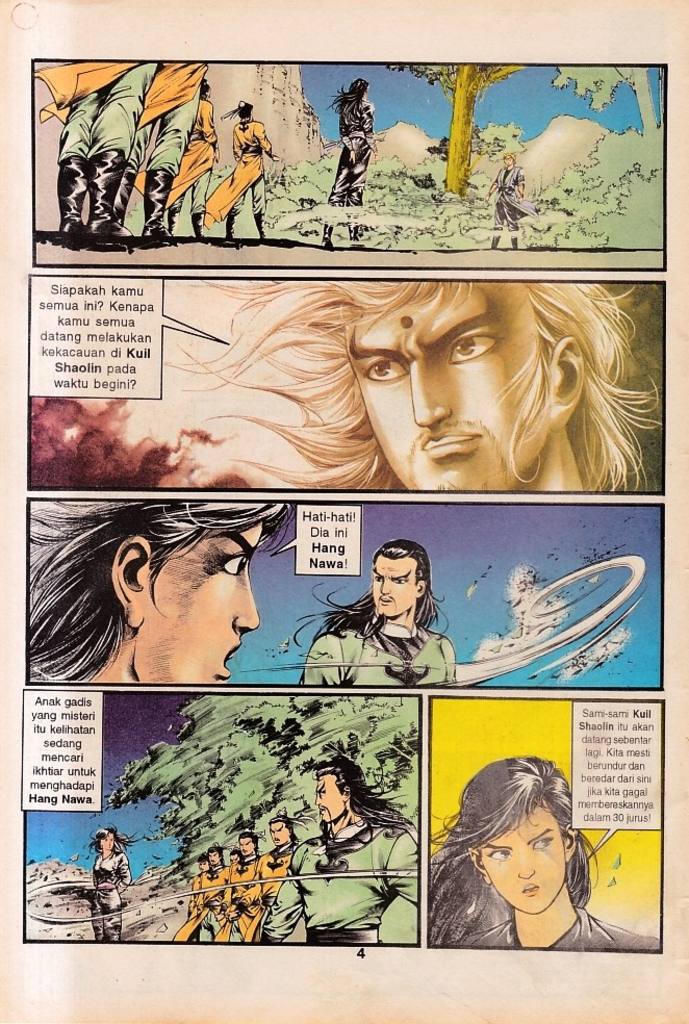 Siapakah kamu
semua ini? Kenapa
kamu semua
datang melakukan
kekacauan di Kuil
Shaolin pada
waktu begini?
Hati-hati!
Dia ini
Hang
Nawa!
Anak gadis
yang misteri
itu kelihatan
sedang
mencari
ikhtiar untuk
menghadapi
Hang Nawa.
Sami-sami Kuil
Shaolin itu akan
datang sebentar
lagi. Kita mesti
berundur dan
beredar dari sini
jika kita gagal
membereskannya
dalam 30 jurus!
4